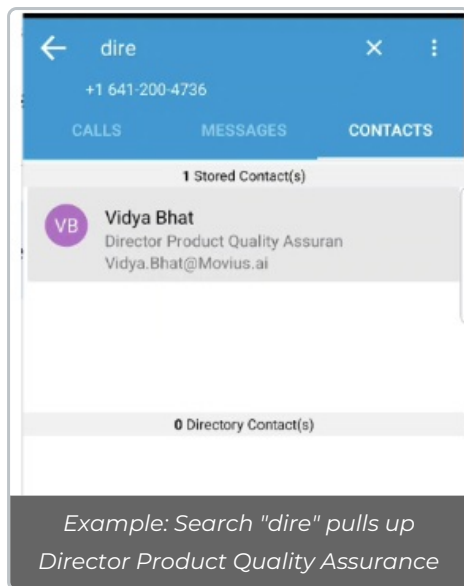 dire
+1 641-200-4736
CALLS MESSAGES CONTACTS
1 Stored Contact(s)
VB
Vidya Bhat
Director Product Quality Assuran
Vidya.Bhat@Movius.ai
0 Directory Contact(s)
Example: Search "dire" pulls up
Director Product Quality Assurance